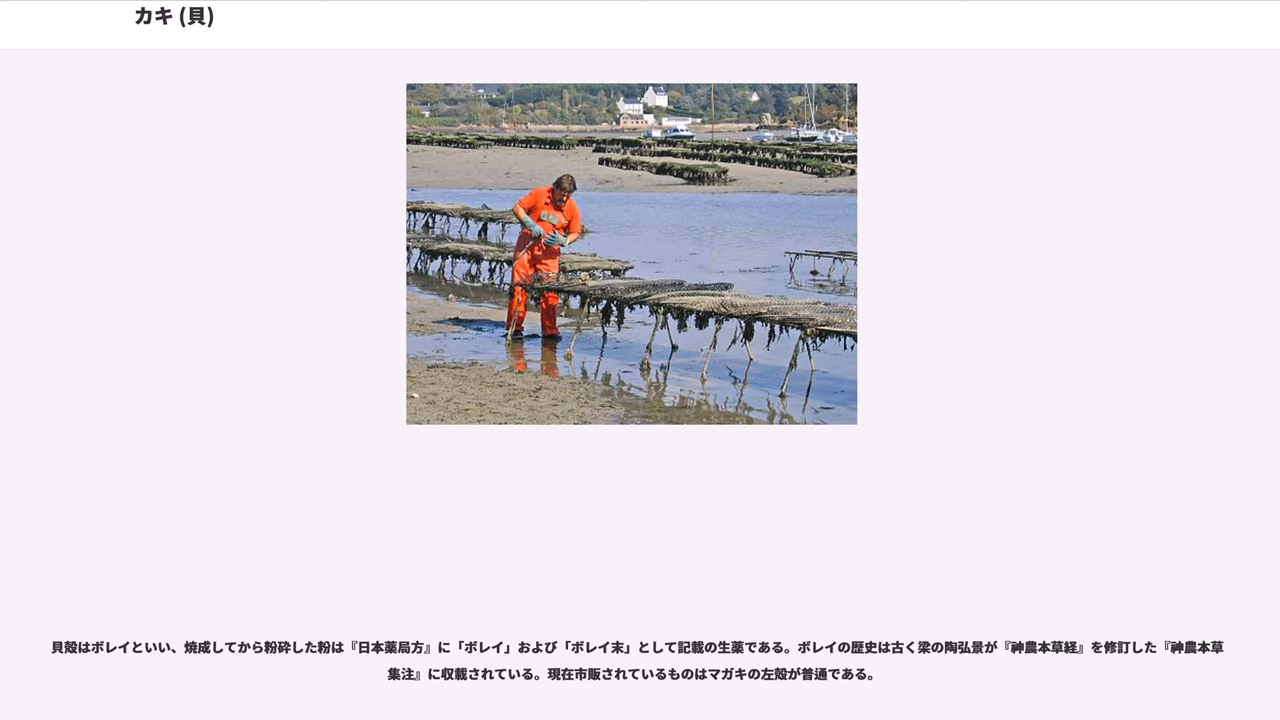 カキ (貝)
貝殻はボレイといい、焼成してから粉砕した粉は『日本薬局方』に「ボレイ」および「ボレイ末」として記載の生薬である。ボレイの歴史は古く梁の陶弘景が『神農本草経』を修訂した『神農本草
集注』に収載されている。現在市販されているものはマガキの左殻が普通である。